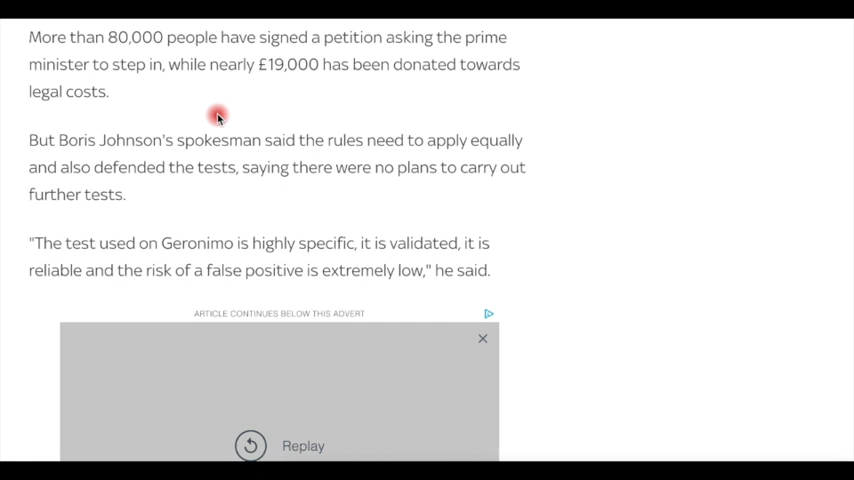 More than 80,000 people have signed a petition asking the prime
minister to step in, while nearly £19,000 has been donated towards
legal costs.
But Boris Johnson's spokesman said the rules need to apply equally
and also defended the tests, saying there were no plans to carry out
further tests.
"The test used on Geronimo is highly specific, it is validated, it is
reliable and the risk of a false positive is extremely low," he said.
ARTICLE CONTINUES BELOW THIS ADVERT
Replay